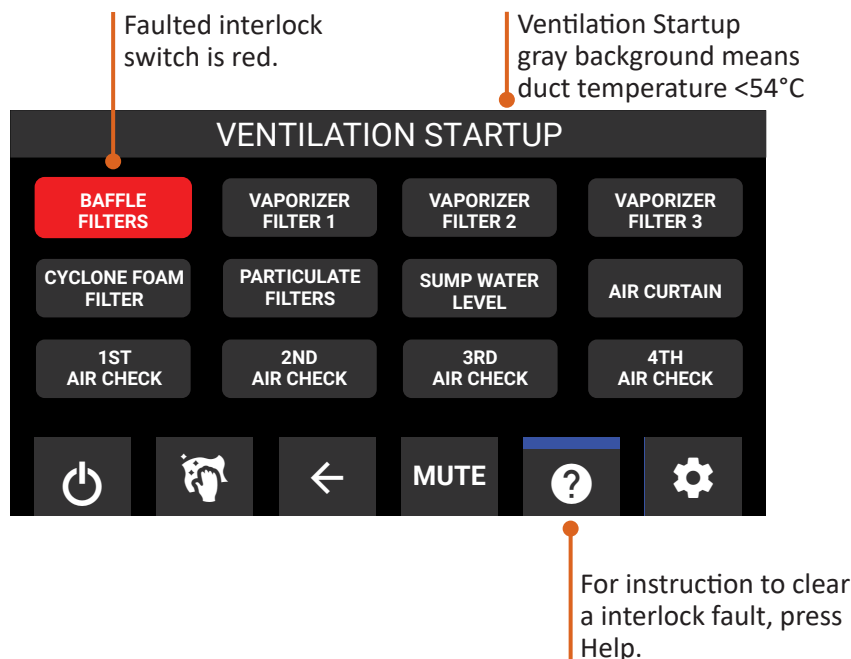 Faulted interlock
switch is red.
Ventilation Startup
gray background means
duct temperature <54°C
VENTILATION STARTUP
BAFFLE
FILTERS
VAPORIZER
FILTER 1
VAPORIZER
FILTER 2
VAPORIZER
FILTER 3
CYCLONE FOAM
FILTER
PARTICULATE
FILTERS
SUMP WATER
LEVEL
AIR CURTAIN
1ST
AIR CHECK
2ND
AIR CHECK
3RD
AIR CHECK
4TH
AIR CHECK
MUTE
?
For instruction to clear
a interlock fault, press
Help.